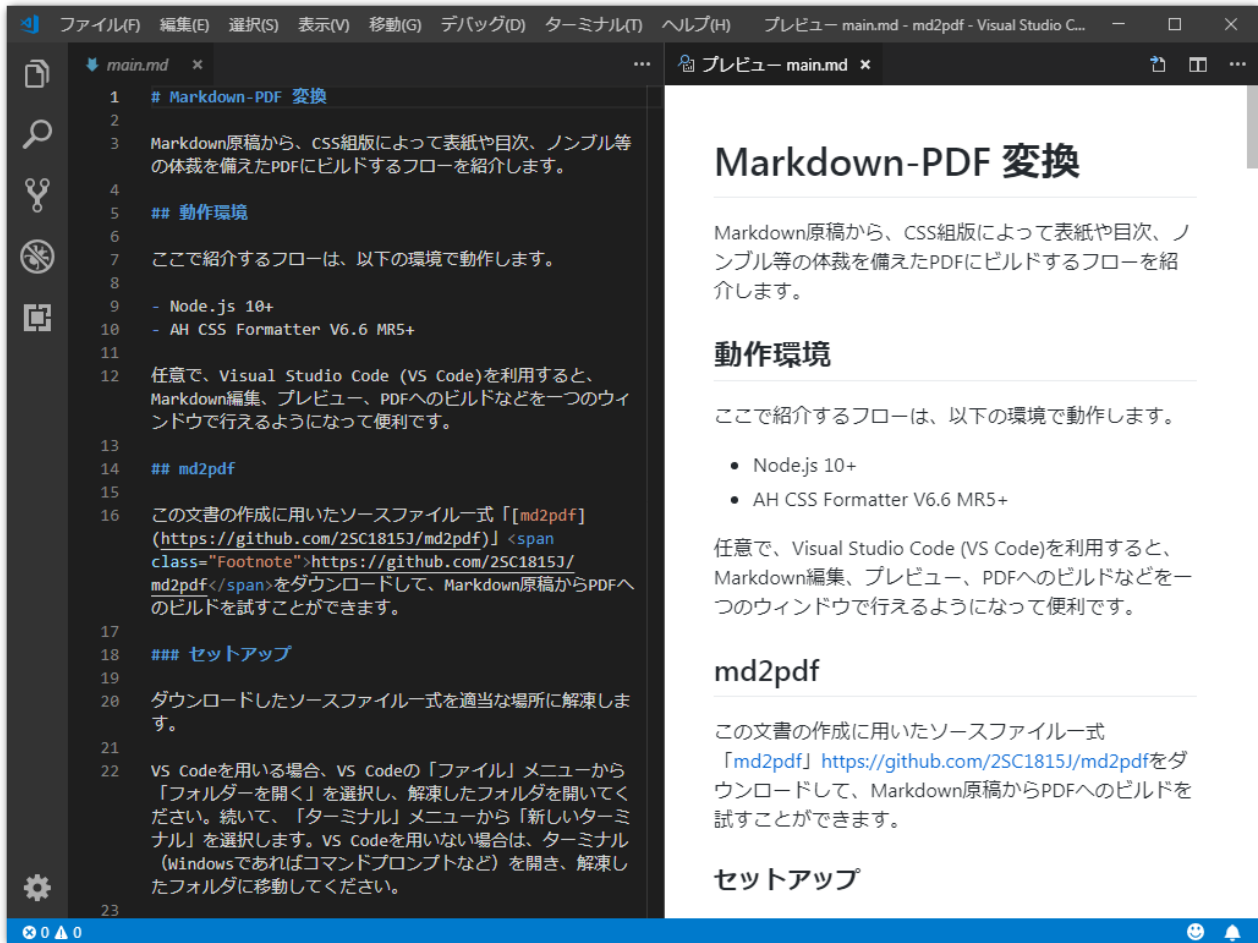 ファイル(F) 編集(E) 選択(S) 表示(V) 移動(G) デバッグ(D) ターミナル(T) ヘルプ(H) プレビュー main.md - md2pdf - Visual Studio C...
main.md
1 # Markdown-PDF 変換
2
3 Markdown原稿から、CSS組版によって表紙や目次、ノンブル等
の体裁を備えたPDFにビルドするフローを紹介します。
4
5 ## 動作環境
6
7 ここで紹介するフローは、以下の環境で動作します。
8
9 - Node.js 10+
10 - AH CSS Formatter V6.6 MR5+
11
12 任意で、Visual Studio Code (VS Code)を利用すると、
Markdown編集、プレビュー、PDFへのビルドなどを一つのウィ
ンドウで行えるようになって便利です。
13
14 ## md2pdf
15
16 この文書の作成に用いたソースファイル一式「[md2pdf]
(https://github.com/2SC1815J/md2pdf)」<span
class="Footnote">https://github.com/2SC1815J/
md2pdf</span>をダウンロードして、Markdown原稿からPDFへ
のビルドを試すことができます。
17
18 ### セットアップ
19
20 ダウンロードしたソースファイル一式を適当な場所に解凍しま
す。
21
22 VS Codeを用いる場合、VS Codeの「ファイル」メニューから
「フォルダーを開く」を選択し、解凍したフォルダを開いてく
ださい。続いて、「ターミナル」メニューから「新しいターミ
ナル」を選択します。VS Codeを用いない場合は、ターミナル
（Windowsであればコマンドプロンプトなど）を開き、解凍し
たフォルダに移動してください。
23
プレビュー main.md
Markdown-PDF 変換
Markdown原稿から、CSS組版によって表紙や目次、ノ
ンブル等の体裁を備えたPDFにビルドするフローを紹
介します。
動作環境
ここで紹介するフローは、以下の環境で動作します。
• Node.js 10+
• AH CSS Formatter V6.6 MR5+
任意で、Visual Studio Code (VS Code)を利用すると、
Markdown編集、プレビュー、PDFへのビルドなどを一
つのウィンドウで行えるようになって便利です。
md2pdf
この文書の作成に用いたソースファイル一式
「md2pdf」https://github.com/2SC1815J/md2pdfをダ
ウンロードして、Markdown原稿からPDFへのビルドを
試すことができます。
セットアップ
0 0